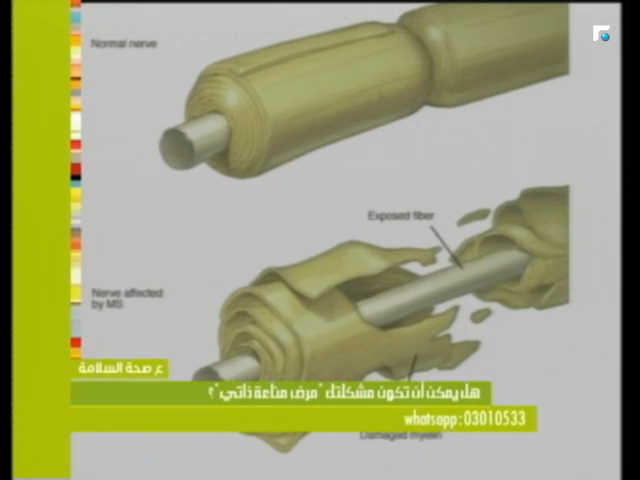 Normal nerve
Exposed fiber
Nerve affected
by MS
ع صحة السلامة
هل يمكن أن تكون مشكلتك "مرض مناعة ذاتي"؟
whatsapp: 03010533
Damaged myelin